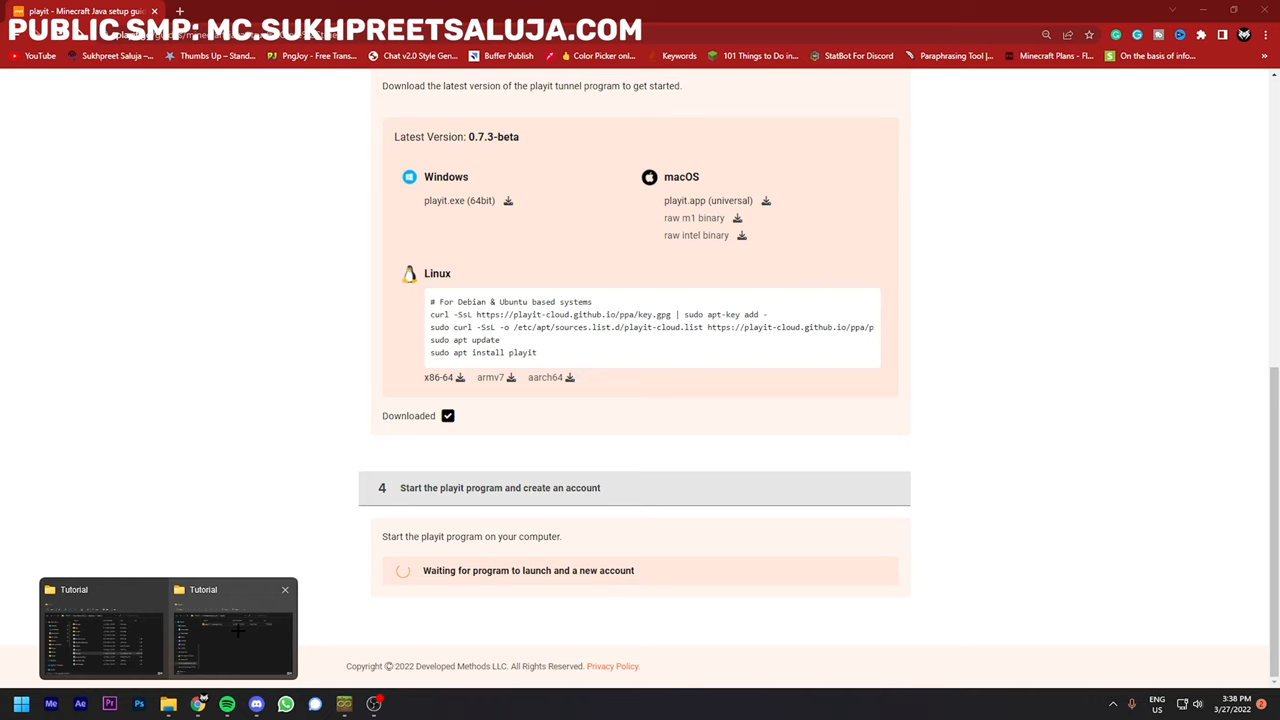 playit - Minecraft Java setup guid
PUBLIC SMP: MC.SUKHPREETSALUJA.COM
YouTube
Sukhpreet Saluja –...
Thumbs Up – Stand...
PngJoy - Free Trans...
Chat v2.0 Style Gen...
Buffer Publish
Color Picker onlin...
Keywords
101 Things to Do in...
StatBot For Discord
Paraphrasing Tool |...
Minecraft Plans - Fl...
On the basis of info...
Download the latest version of the playit tunnel program to get started.
Latest Version: 0.7.3-beta
Windows
playit.exe (64bit)
macOS
playit.app (universal)
raw m1 binary
raw intel binary
Linux
# For Debian & Ubuntu based systems
curl -SsL https://playit-cloud.github.io/ppa/key.gpg | sudo apt-key add -
sudo curl -SsL -o /etc/apt/sources.list.d/playit-cloud.list https://playit-cloud.github.io/ppa/p
sudo apt update
sudo apt install playit
x86-64 armv7 aarch64
Downloaded
4 Start the playit program and create an account
Start the playit program on your computer.
Waiting for program to launch and a new account
Tutorial
Tutorial
Copyright © 2022 Developed Methods LLC. All Rights Reserved. Privacy Policy.
ENG
US
3:38 PM
3/27/2022
2